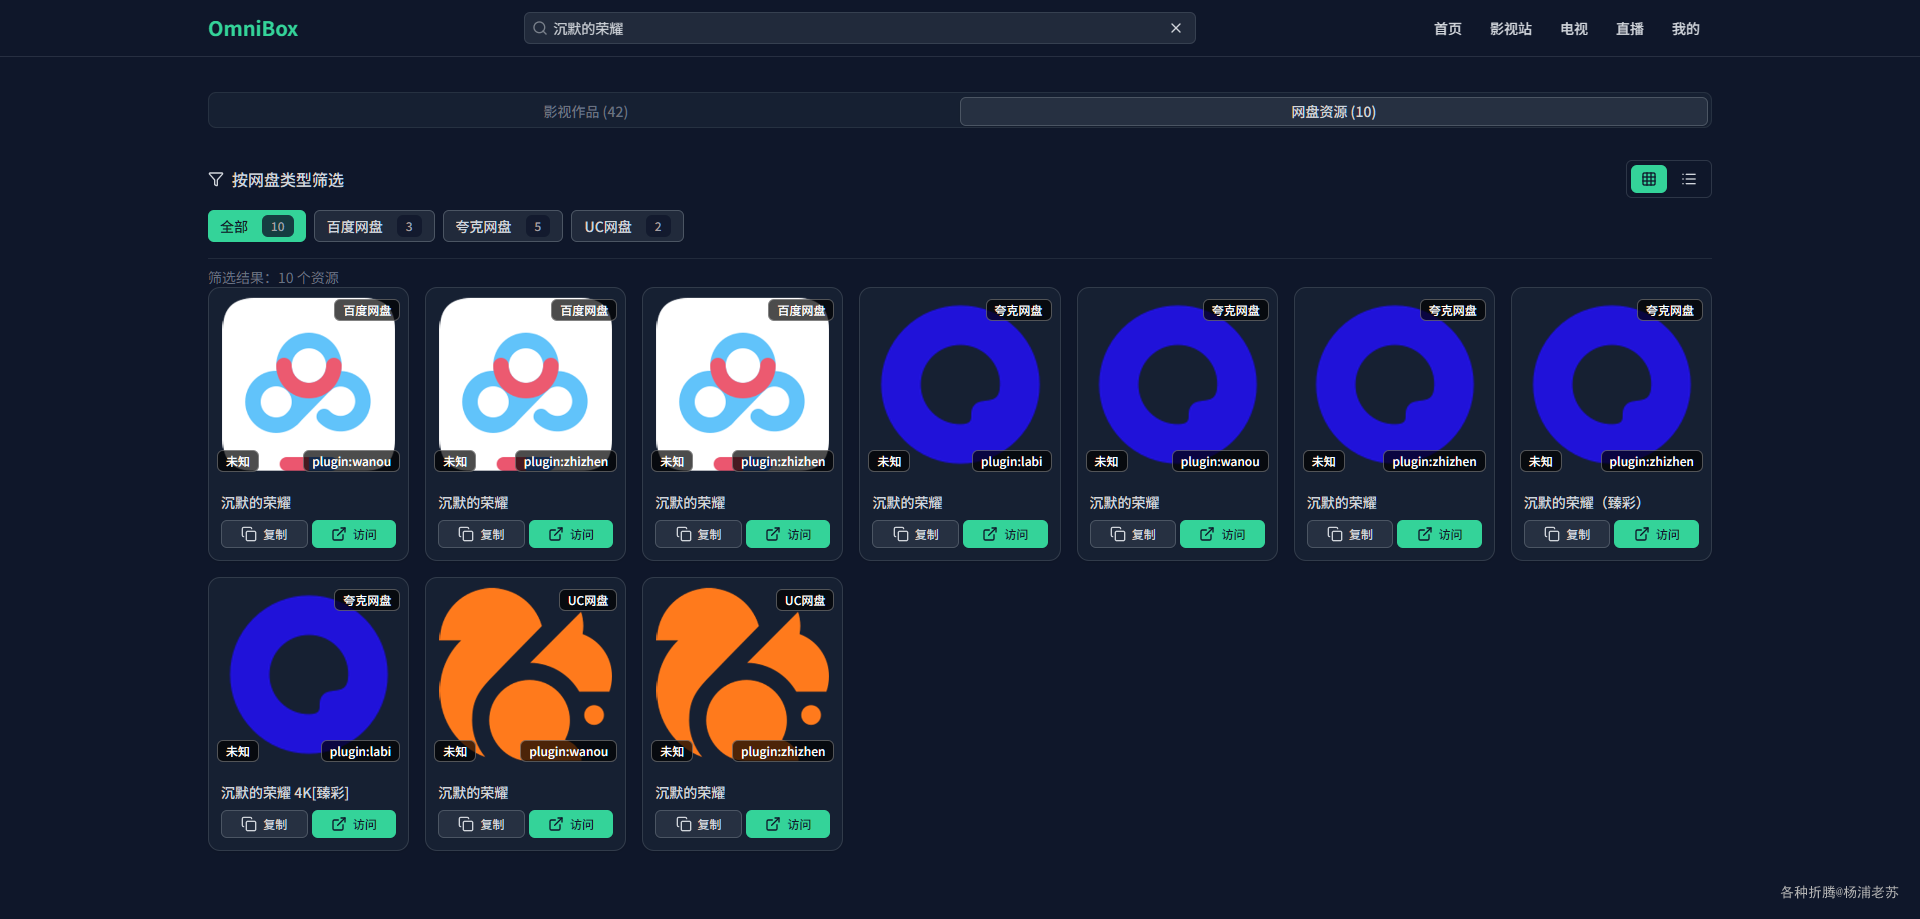 OmniBox
沉默的荣耀
首页 影视站 电视 直播 我的
影视作品 (42)
网盘资源 (10)
按网盘类型筛选
全部 10 百度网盘 3 夸克网盘 5 UC网盘 2
筛选结果：10 个资源
百度网盘 百度网盘 百度网盘 夸克网盘 夸克网盘 夸克网盘 夸克网盘
未知 plugin:wanou 未知 plugin:zhizhen 未知 plugin:zhizhen 未知 plugin:labi 未知 plugin:wanou 未知 plugin:zhizhen 未知 plugin:zhizhen
沉默的荣耀 沉默的荣耀 沉默的荣耀 沉默的荣耀 沉默的荣耀 沉默的荣耀 沉默的荣耀（臻彩）
复制 访问 复制 访问 复制 访问 复制 访问 复制 访问 复制 访问 复制 访问
夸克网盘 UC网盘 UC网盘
未知 plugin:labi 未知 plugin:wanou 未知 plugin:zhizhen
沉默的荣耀 4K[臻彩] 沉默的荣耀 沉默的荣耀
复制 访问 复制 访问 复制 访问
各种折腾@杨浦老苏